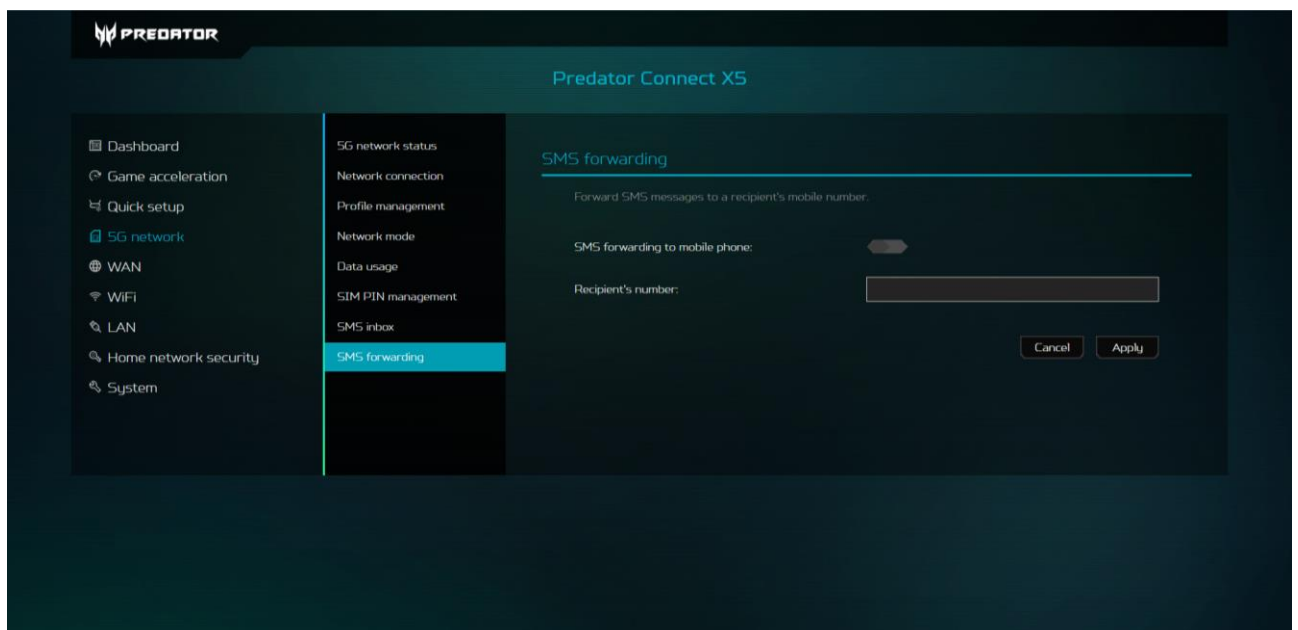 PREDATOR
Predator Connect X5
Dashboard
Game acceleration
Quick setup
5G network
WAN
WiFi
LAN
Home network security
System
5G network status
Network connection
Profile management
Network mode
Data usage
SIM PIN management
SMS inbox
SMS forwarding
SMS forwarding
Forward SMS messages to a recipient's mobile number.
SMS forwarding to mobile phone:
Recipient's number:
Cancel Apply